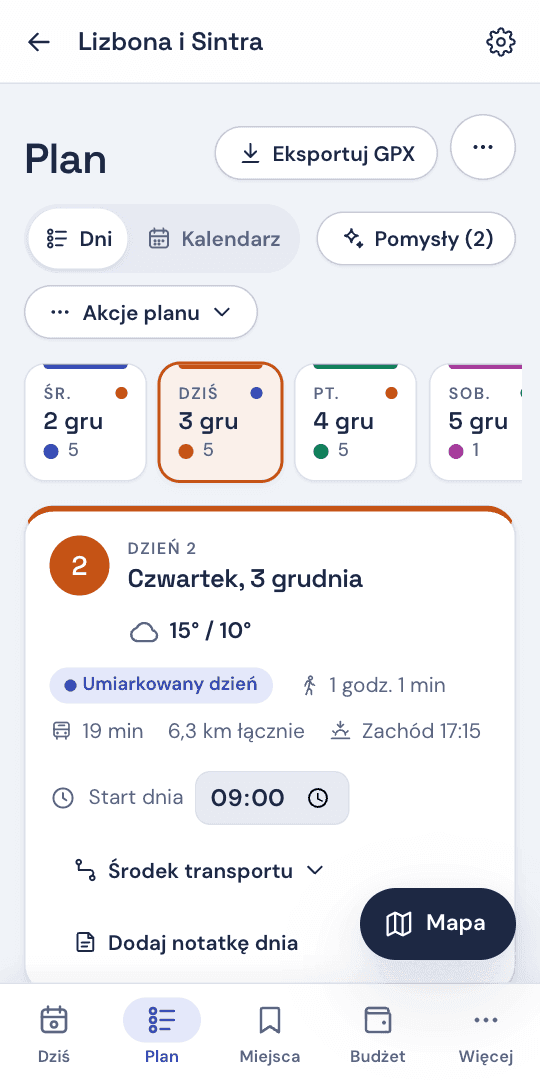 Lizbona i Sintra
Plan
Eksportuj GPX
Dni
Kalendarz
Pomysły (2)
Akcje planu
ŚR.
2 gru
5
DZIŚ
3 gru
5
PT.
4 gru
5
SOB.
5 gru
1
2
DZIEŃ 2
Czwartek, 3 grudnia
15° / 10°
Umiarkowany dzień
1 godz. 1 min
19 min
6,3 km łącznie
Zachód 17:15
Start dnia
09:00
Środek transportu
Dodaj notatkę dnia
Mapa
Dziś
Plan
Miejsca
Budżet
Więcej